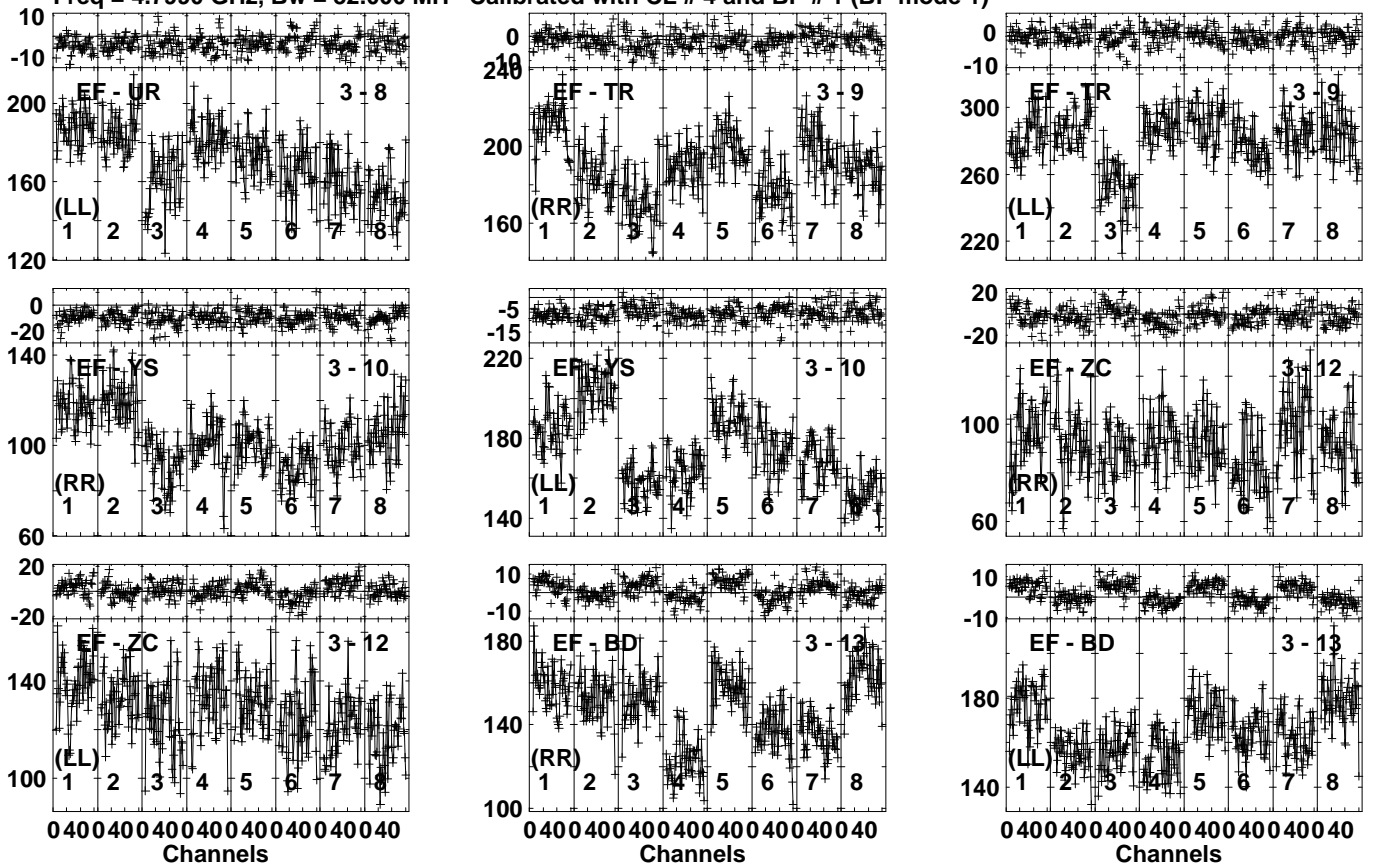 Freq = 4.7990 GHz, Bw = 32.000 MH Calibrated with CL # 4 and BP # 1 (BP mode 1)
10
-10
200
160
120
EF - UR 3 - 8
(LL)
1 2 3 4 5 6 7 8
0
-10
240
200
160
EF - TR 3 - 9
(RR)
1 2 3 4 5 6 7 8
0
-10
300
260
220
EF - TR 3 - 9
(LL)
1 2 3 4 5 6 7 8
0
-20
140
100
60
EF - YS 3 - 10
(RR)
1 2 3 4 5 6 7 8
-5
-15
220
180
140
EF - YS 3 - 10
(LL)
1 2 3 4 5 6 7 8
20
-20
100
60
EF - ZC 3 - 12
(RR)
1 2 3 4 5 6 7 8
20
-20
140
100
EF - ZC 3 - 12
(LL)
1 2 3 4 5 6 7 8
0 40 0 40 0 40 0 40 0 40 0 40 0 40 0 40
Channels
10
-10
180
140
100
EF - BD 3 - 13
(RR)
1 2 3 4 5 6 7 8
0 40 0 40 0 40 0 40 0 40 0 40 0 40 0 40
Channels
10
-10
180
140
EF - BD 3 - 13
(LL)
1 2 3 4 5 6 7 8
0 40 0 40 0 40 0 40 0 40 0 40 0 40 0 40
Channels